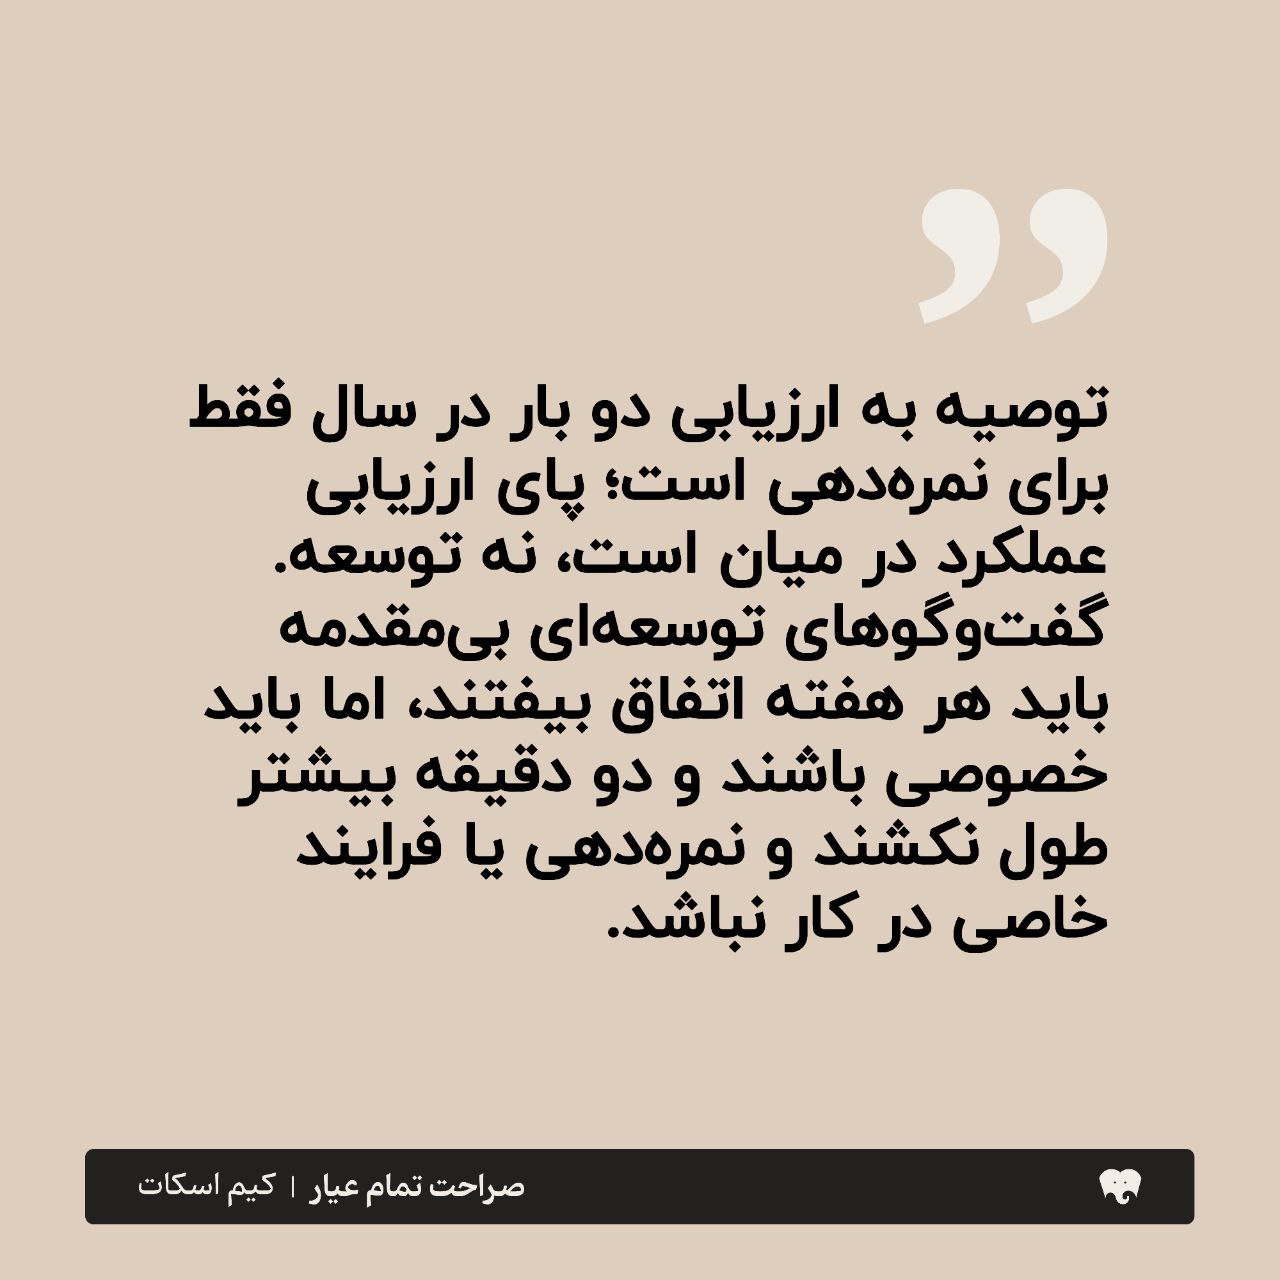 توصیه به ارزیابی دو بار در سال فقط
برای نمره‌دهی است؛ پای ارزیابی
عملکرد در میان است، نه توسعه.
گفت‌وگوهای توسعه‌ای بی‌مقدمه
باید هر هفته اتفاق بیفتند، اما باید
خصوصی باشند و دو دقیقه بیشتر
طول نکشند و نمره‌دهی یا فرایند
خاصی در کار نباشد.
صراحت تمام عیار | کیم اسکات